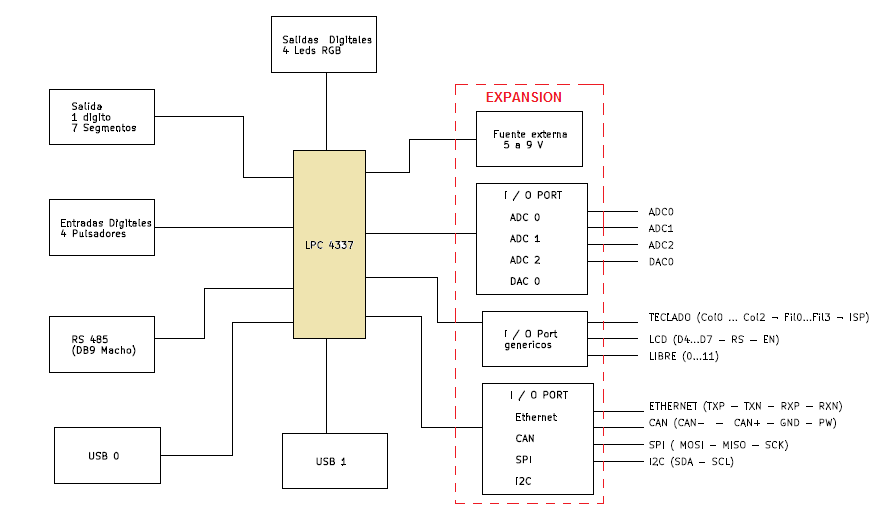 Salidas Digitales
4 Leds RGB
EXPANSION
Salida
1 digito
7 Segmentos
Fuente externa
5 a 9 V
Entradas Digitales
4 Pulsadores
LPC 4337
I / O PORT
ADC 0
ADC 1
ADC 2
DAC 0
ADC0
ADC1
ADC2
DAC0
RS 485
(DB9 Macho)
I / O Port
genericos
TECLADO (Col0 ... Col2 - Fil0...Fil3 - ISP)
LCD (D4...D7 - RS - EN)
LIBRE (0...11)
USB 0
USB 1
I / O PORT
Ethernet
CAN
SPI
I2C
ETHERNET (TXP - TXN - RXP - RXN)
CAN (CAN- - CAN+ - GND - PW)
SPI ( MOSI - MISO - SCK)
I2C (SDA - SCL)